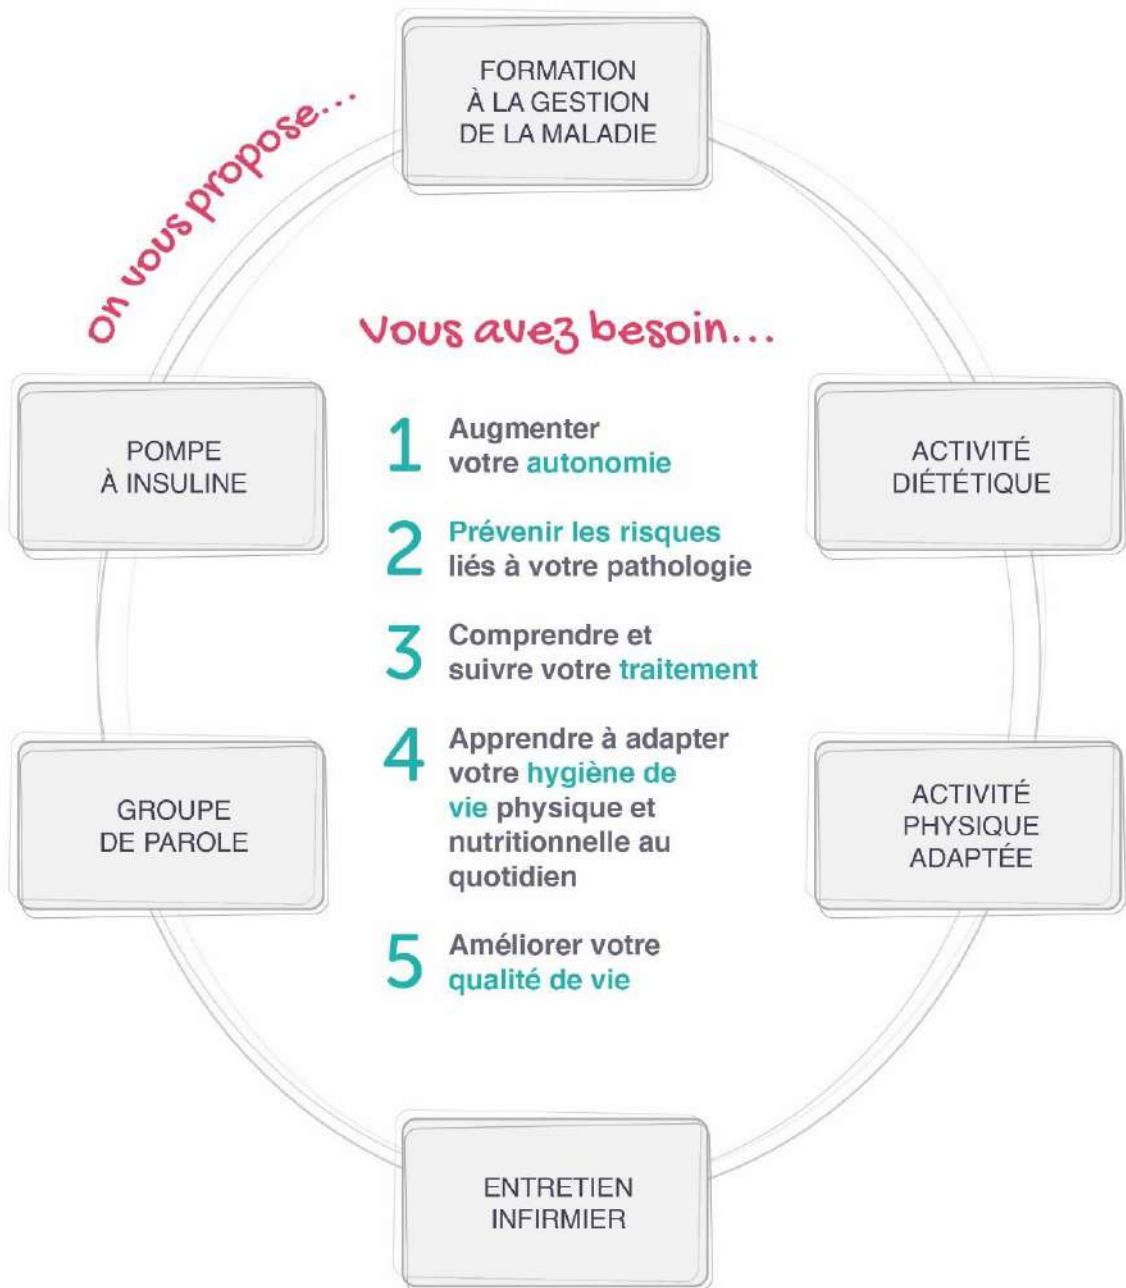 On vous propose...
FORMATION
À LA GESTION
DE LA MALADIE
ACTIVITÉ
DIÉTÉTIQUE
ACTIVITÉ
PHYSIQUE
ADAPTÉE
ENTRETIEN
INFIRMIER
GROUPE
DE PAROLE
POMPE
À INSULINE
Vous avez besoin...
1 Augmenter
votre autonomie
2 Prévenir les risques
liés à votre pathologie
3 Comprendre et
suivre votre traitement
4 Apprendre à adapter
votre hygiène de
vie physique et
nutritionnelle au
quotidien
5 Améliorer votre
qualité de vie